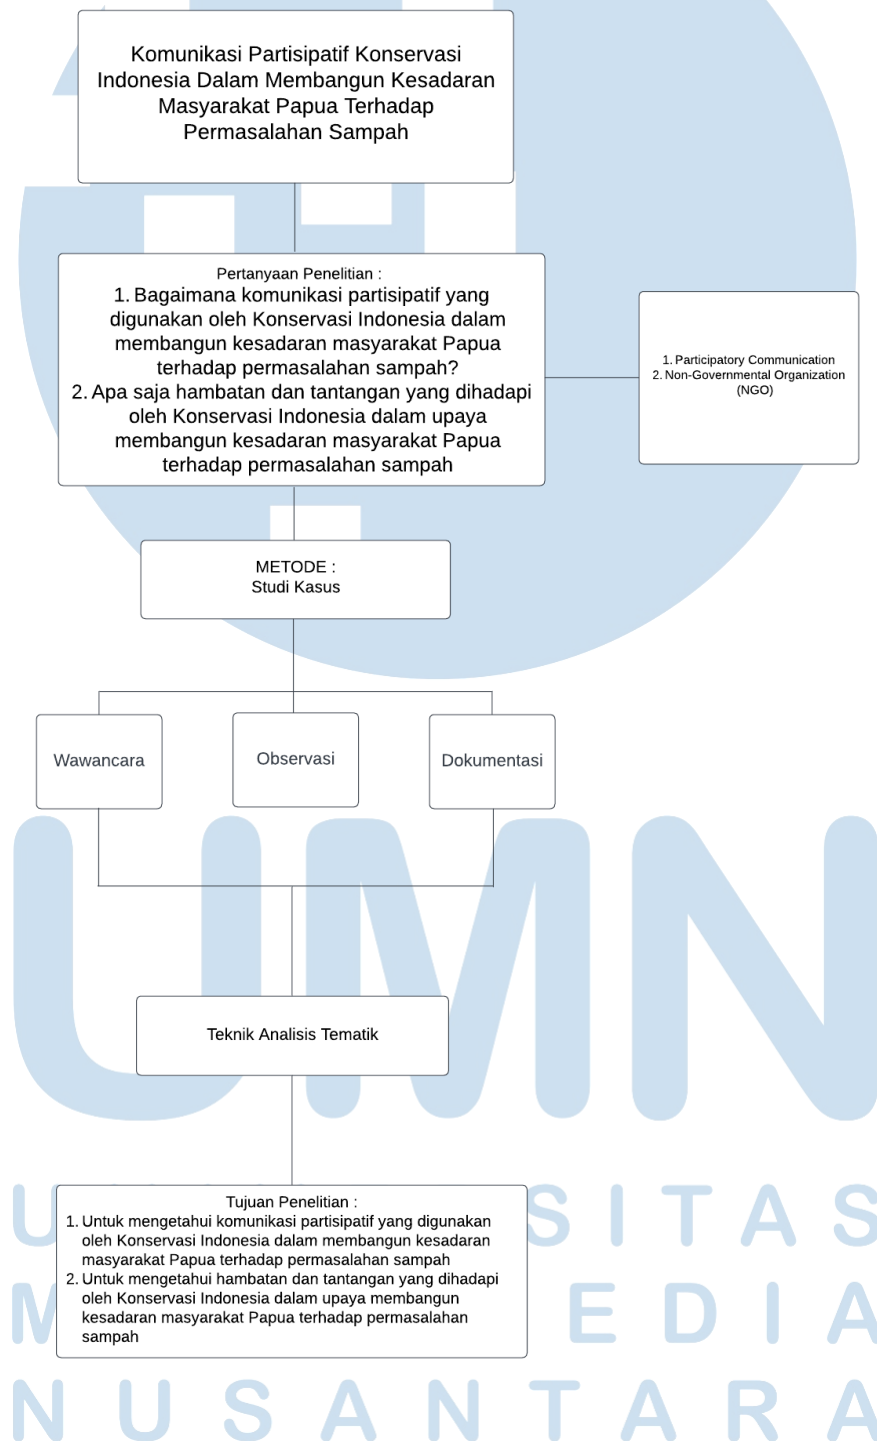 Komunikasi Partisipatif Konservasi
Indonesia Dalam Membangun Kesadaran
Masyarakat Papua Terhadap
Permasalahan Sampah
Pertanyaan Penelitian :
1. Bagaimana komunikasi partisipatif yang
digunakan oleh Konservasi Indonesia dalam
membangun kesadaran masyarakat Papua
terhadap permasalahan sampah?
2. Apa saja hambatan dan tantangan yang dihadapi
oleh Konservasi Indonesia dalam upaya
membangun kesadaran masyarakat Papua
terhadap permasalahan sampah
1. Participatory Communication
2. Non-Governmental Organization
(NGO)
METODE :
Studi Kasus
Wawancara
Observasi
Dokumentasi
Teknik Analisis Tematik
Tujuan Penelitian :
1. Untuk mengetahui komunikasi partisipatif yang digunakan
oleh Konservasi Indonesia dalam membangun kesadaran
masyarakat Papua terhadap permasalahan sampah
2. Untuk mengetahui hambatan dan tantangan yang dihadapi
oleh Konservasi Indonesia dalam upaya membangun
kesadaran masyarakat Papua terhadap permasalahan
sampah
UMN
NUSANTARA